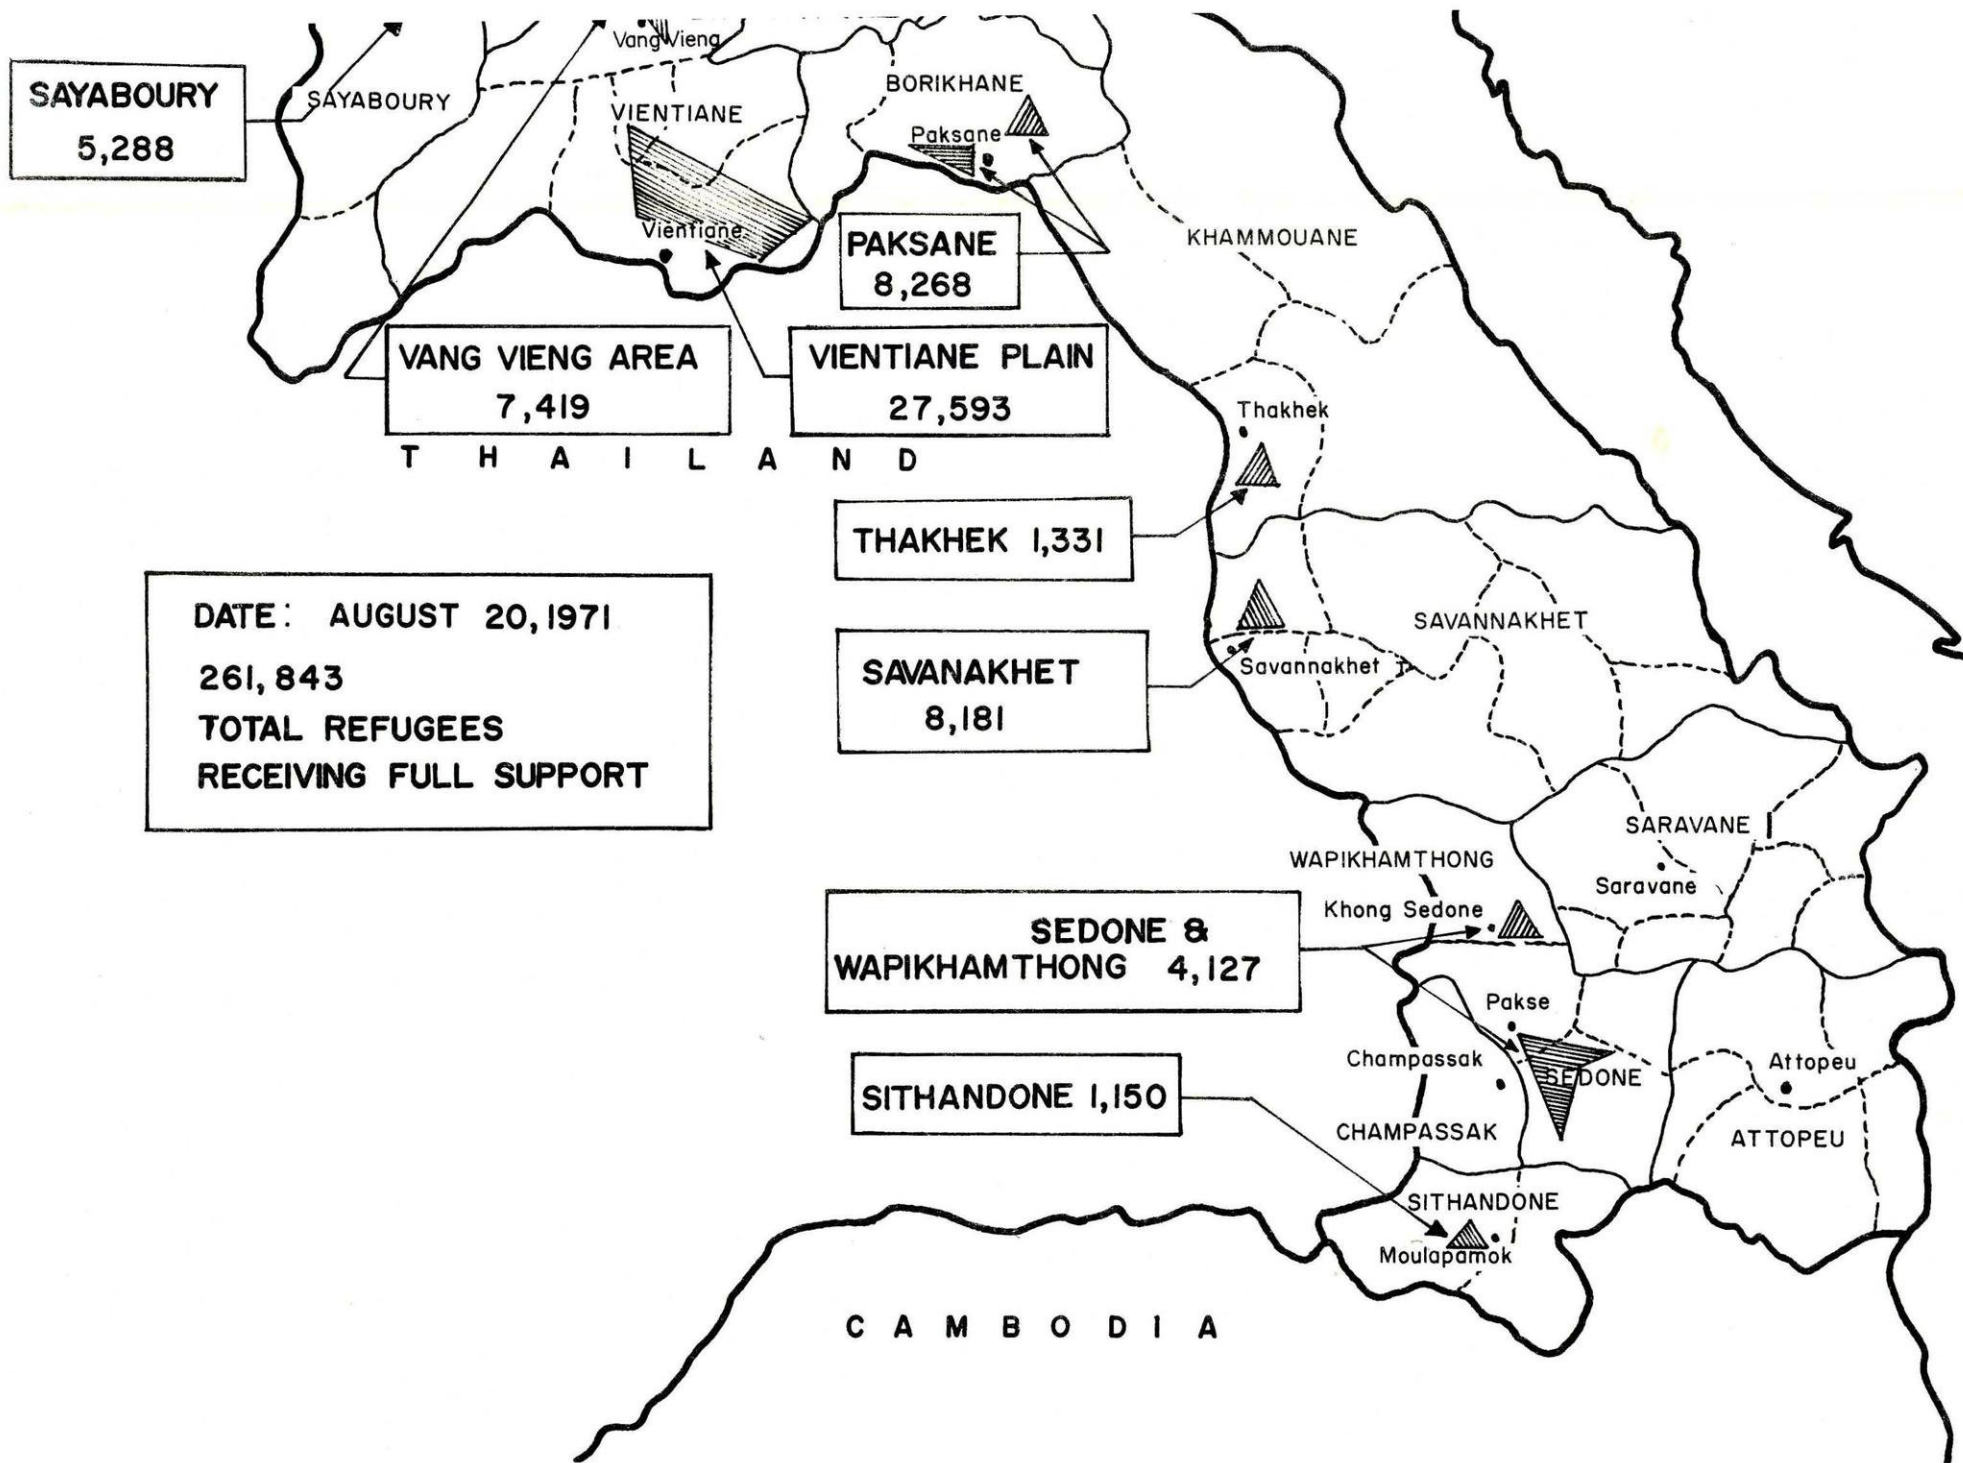 Vang Vieng
SAYABOURY
5,288
SAYABOURY
VIENTIANE
BORIKHANE
Paksane
Vientiane
PAKSANE
8,268
KHAMMOUANE
VANG VIENG AREA
7,419
VIENTIANE PLAIN
27,593
THAILAND
Thakhek
THAKHEK 1,331
DATE: AUGUST 20, 1971
261,843
TOTAL REFUGEES
RECEIVING FULL SUPPORT
SAVANNAKHET
Savannakhet
SAVANAKHET
8,181
SARAVANE
Saravane
WAPIKHAMTHONG
Khong Sedone
SEDONE &
WAPIKHAMTHONG 4,127
Pakse
Champassak
SEDONE
Attopeu
ATTOPEU
CHAMPASSAK
SITHANDONE 1,150
SITHANDONE
Moulapamok
CAMBODIA